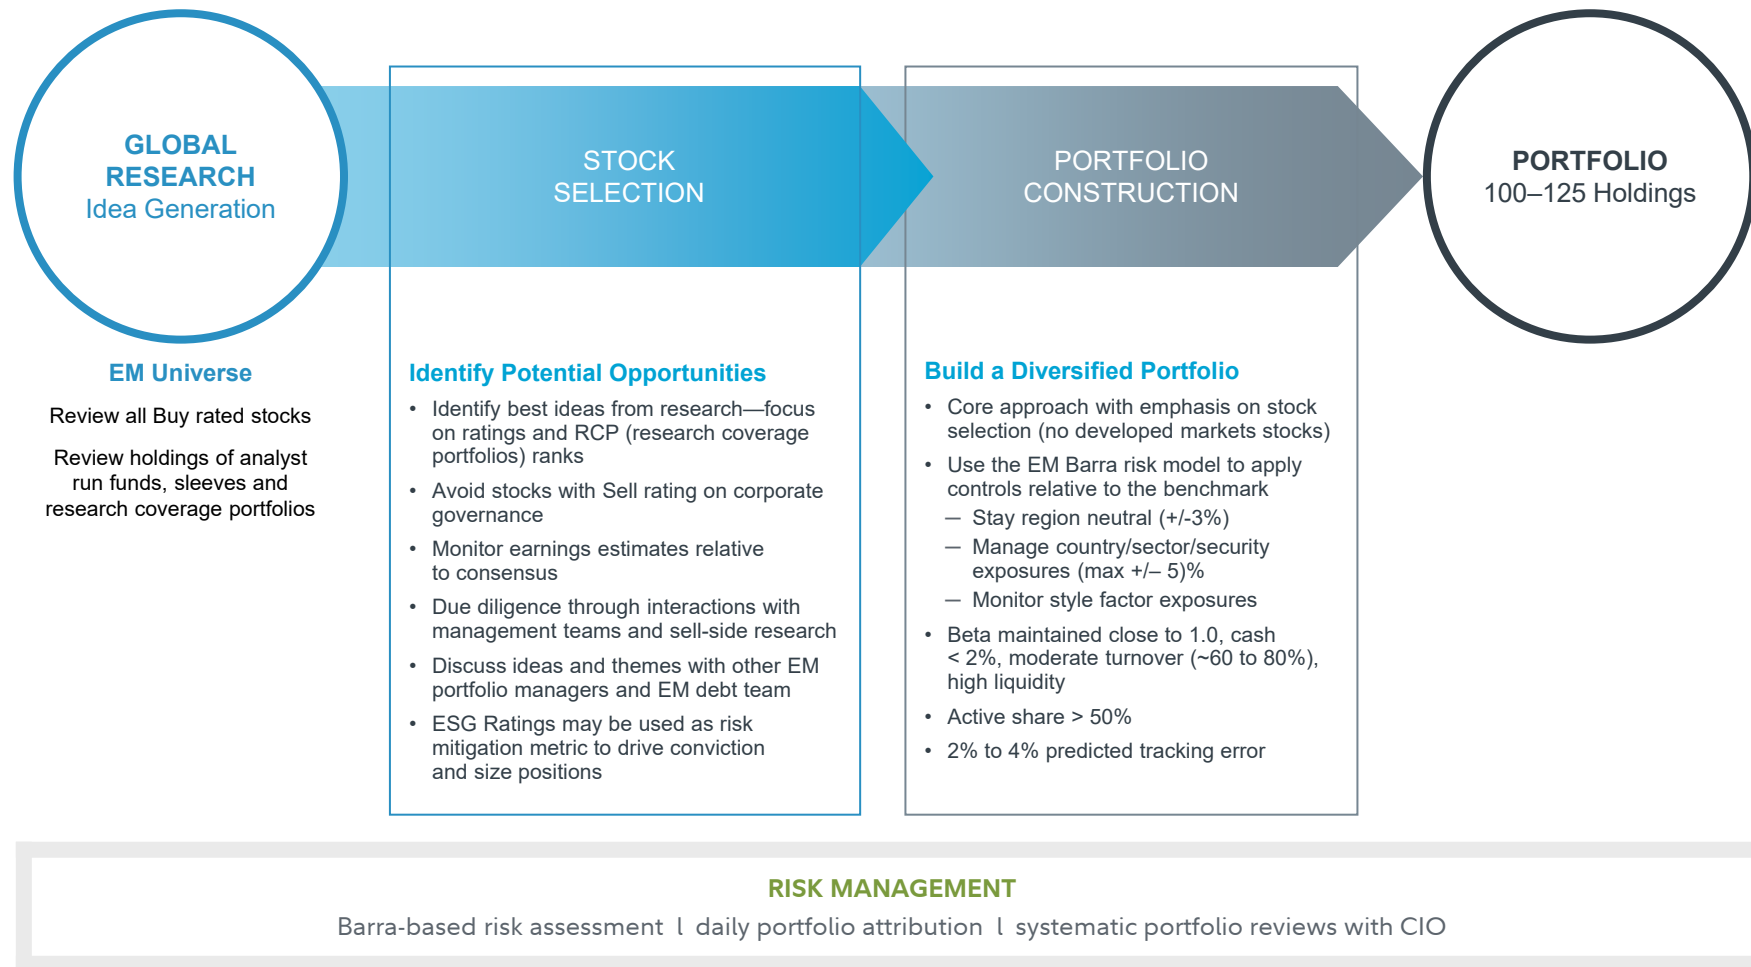 GLOBAL
RESEARCH
Idea Generation
STOCK
SELECTION
PORTFOLIO
CONSTRUCTION
PORTFOLIO
100–125 Holdings
EM Universe
Review all Buy rated stocks
Review holdings of analyst
run funds, sleeves and
research coverage portfolios
Identify Potential Opportunities
• Identify best ideas from research—focus
on ratings and RCP (research coverage
portfolios) ranks
• Avoid stocks with Sell rating on corporate
governance
• Monitor earnings estimates relative
to consensus
• Due diligence through interactions with
management teams and sell-side research
• Discuss ideas and themes with other EM
portfolio managers and EM debt team
• ESG Ratings may be used as risk
mitigation metric to drive conviction
and size positions
Build a Diversified Portfolio
• Core approach with emphasis on stock
selection (no developed markets stocks)
• Use the EM Barra risk model to apply
controls relative to the benchmark
— Stay region neutral (+/-3%)
— Manage country/sector/security
exposures (max +/– 5)%
— Monitor style factor exposures
• Beta maintained close to 1.0, cash
< 2%, moderate turnover (~60 to 80%),
high liquidity
• Active share > 50%
• 2% to 4% predicted tracking error
RISK MANAGEMENT
Barra-based risk assessment l daily portfolio attribution l systematic portfolio reviews with CIO